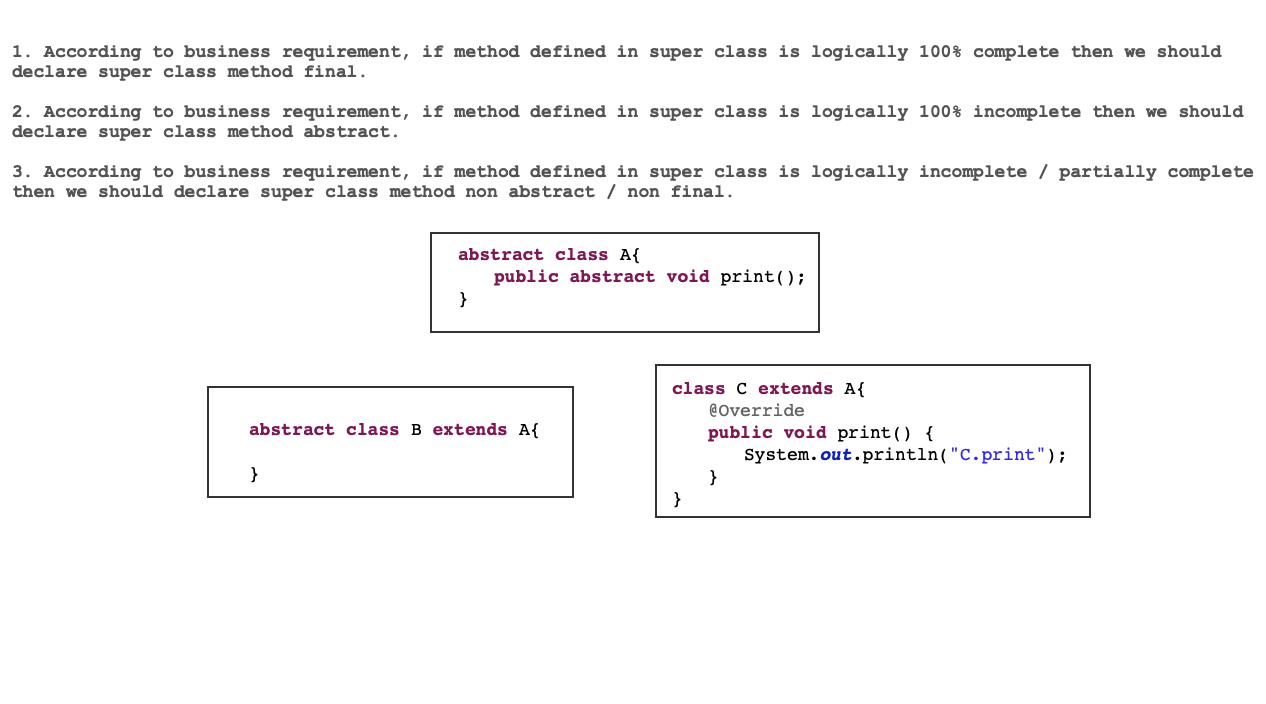 1. According to business requirement, if method defined in super class is logically 100% complete then we should
declare super class method final.
2. According to business requirement, if method defined in super class is logically 100% incomplete then we should
declare super class method abstract.
3. According to business requirement, if method defined in super class is logically incomplete / partially complete
then we should declare super class method non abstract / non final.
abstract class A{
public abstract void print();
}
abstract class B extends A{
}
class C extends A{
@Override
public void print() {
System.out.println("C.print");
}
}